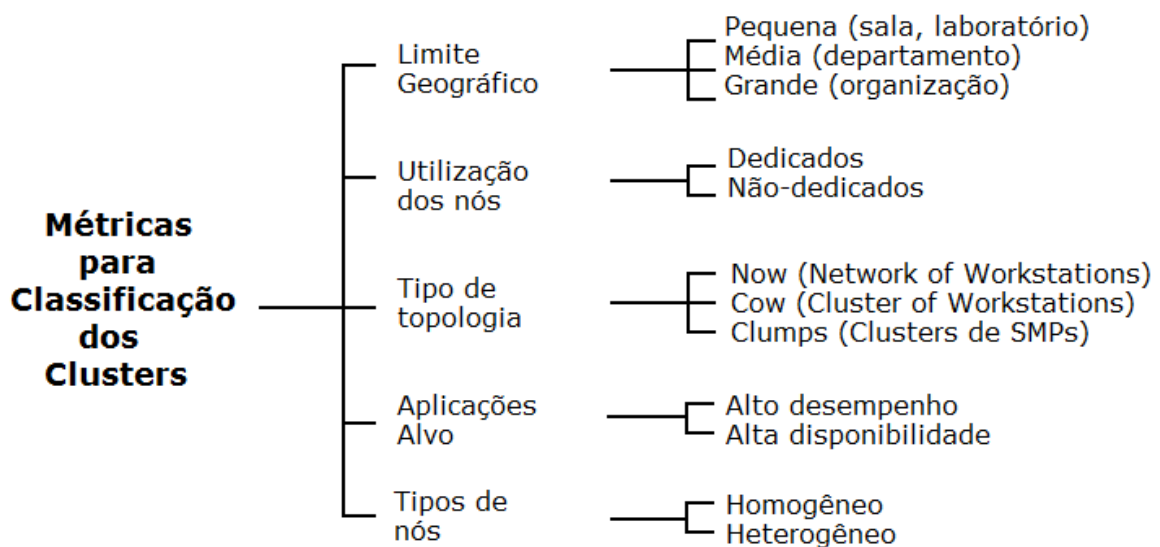 Métricas
para
Classificação
dos
Clusters
Limite
Geográfico
Pequena (sala, laboratório)
Média (departamento)
Grande (organização)
Utilização
dos nós
Dedicados
Não-dedicados
Tipo de
topologia
Now (Network of Workstations)
Cow (Cluster of Workstations)
Clumps (Clusters de SMPs)
Aplicações
Alvo
Alto desempenho
Alta disponibilidade
Tipos de
nós
Homogêneo
Heterogêneo